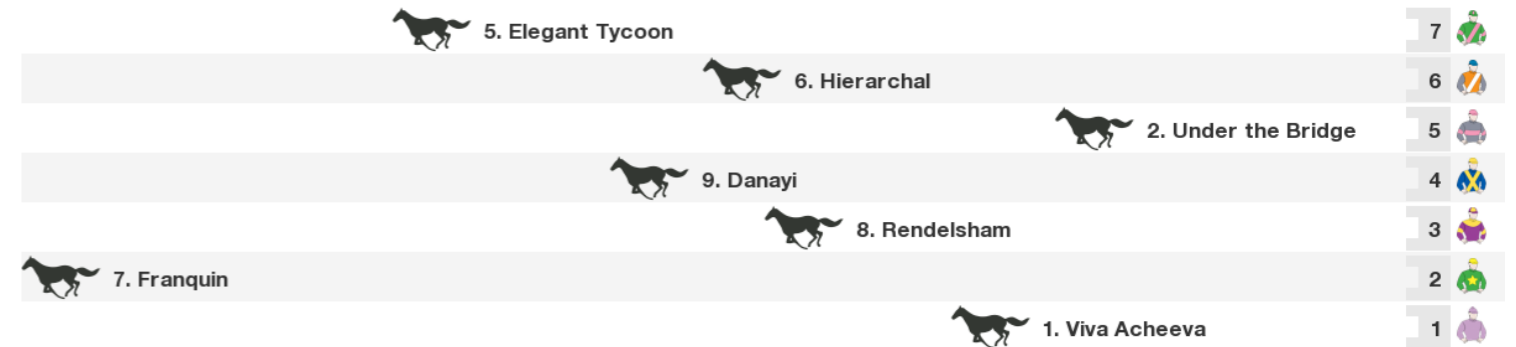 5. Elegant Tycoon 7
6. Hierarchal 6
2. Under the Bridge 5
9. Danayi 4
8. Rendelsham 3
7. Franquin 2
1. Viva Acheeva 1